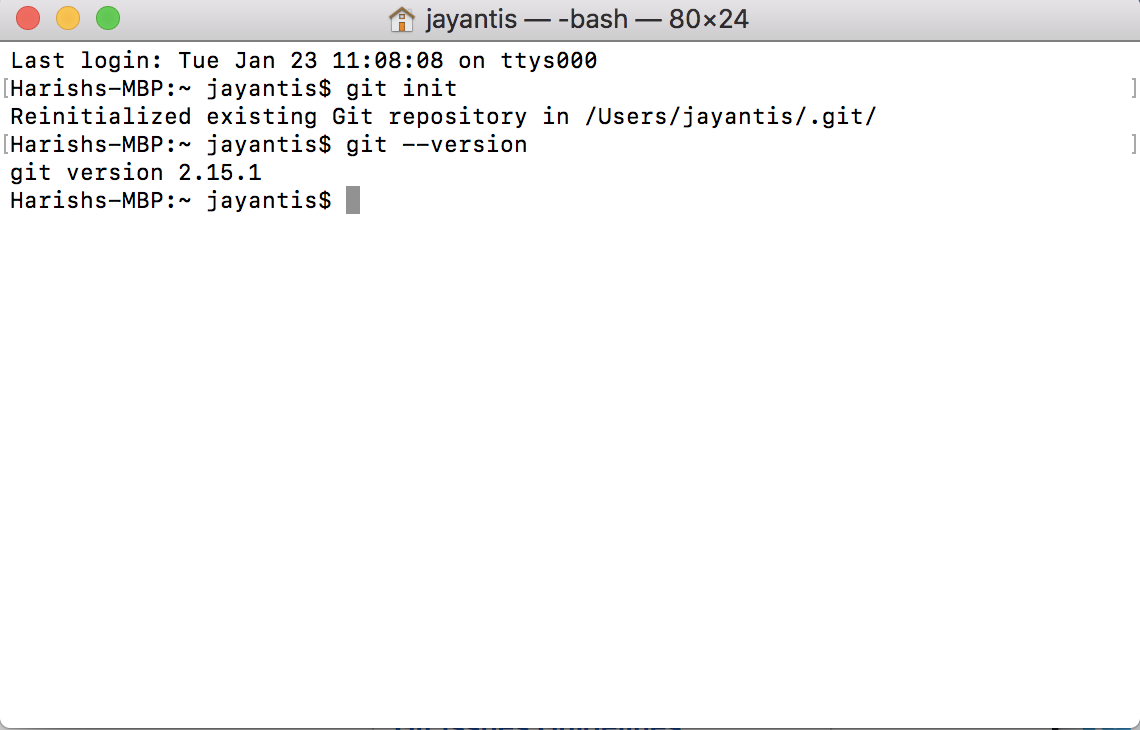 jayantis — -bash — 80×24
Last login: Tue Jan 23 11:08:08 on ttys000
[Harishs-MBP:~ jayantis$ git init ]
Reinitialized existing Git repository in /Users/jayantis/.git/
[Harishs-MBP:~ jayantis$ git --version ]
git version 2.15.1
Harishs-MBP:~ jayantis$